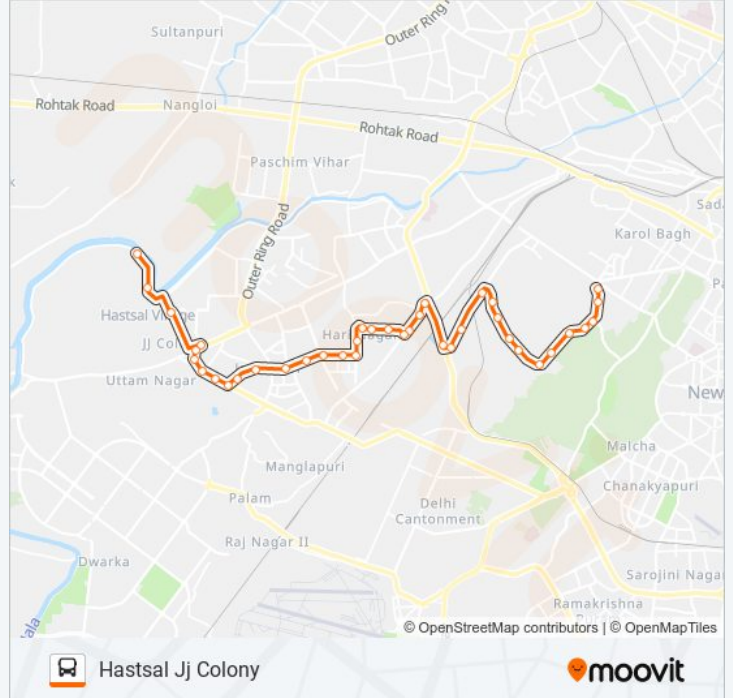 Sultanpuri
Outer Ring R
Rohtak Road
Nangloi
Rohtak Road
Paschim Vihar
Outer Ring Road
Sad
Karol Bagh
Hastsal Village
JJ Col
Hari Nagar
Uttam Nagar
New
Malcha
Manglapuri
Chanakyapuri
Palam
Delhi
Cantonment
Raj Nagar II
Dwarka
Sarojini Nagar
Ramakrishna
© OpenStreetMap contributors | © OpenMapTiles
Hastsal Jj Colony
moovit